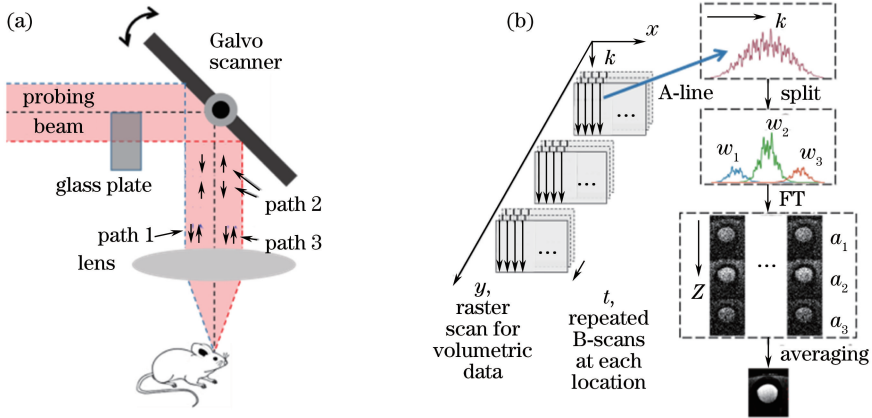 (a)
Galvo
scanner
probing
beam
glass plate
path 2
path 1
path 3
lens
(b)
x
k
A-line
k
split
w1
w2
w3
FT
Z
a1
a2
a3
averaging
y,
raster
scan for
volumetric
data
t,
repeated
B-scans
at each
location